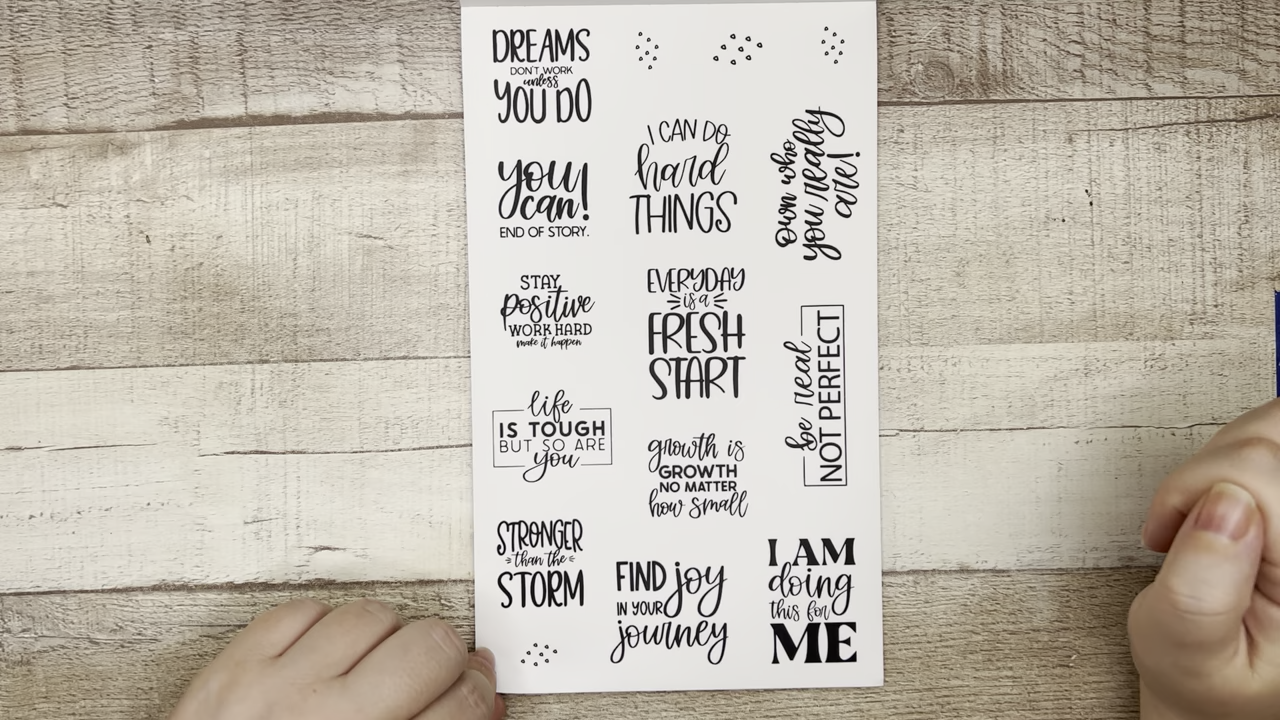 DREAMS
DON'T WORK
unless
YOU DO
you
can!
END OF STORY.
STAY
positive
WORK HARD
make it happen
life
IS TOUGH
BUT SO ARE
you
STRONGER
than the
STORM
I CAN DO
hard
THINGS
EVERYDAY
is a
FRESH
START
growth is
GROWTH
NO MATTER
how small
FIND joy
IN YOUR
journey
own who
you really
are!
be real
NOT PERFECT
I AM
doing
this for
ME